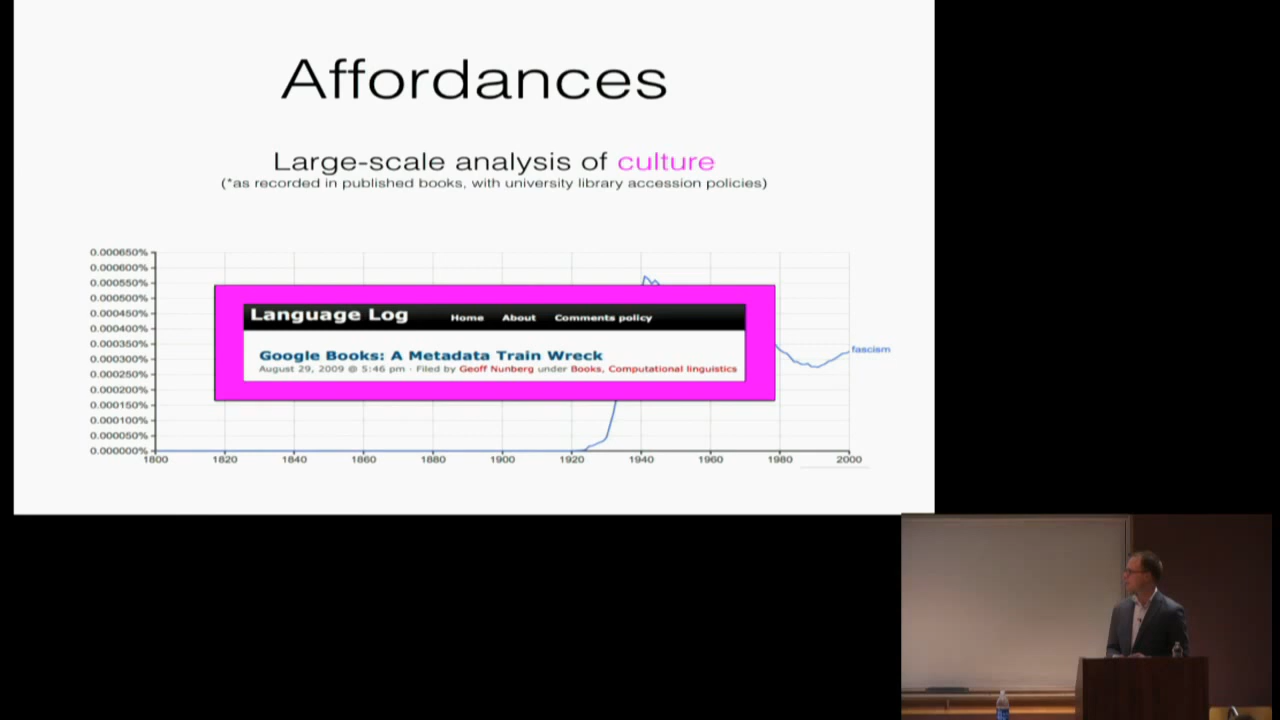 Affordances
Large-scale analysis of culture
(*as recorded in published books, with university library accession policies)
0.000650%
0.000600%
0.000550%
0.000500%
0.000450%
0.000400%
0.000350%
0.000300%
0.000250%
0.000200%
0.000150%
0.000100%
0.000050%
0.000000%
Language Log Home About Comments policy
Google Books: A Metadata Train Wreck
August 29, 2009 @ 5:46 pm · Filed by Geoff Nunberg under Books, Computational linguistics
fascism
1800 1820 1840 1860 1880 1900 1920 1940 1960 1980 2000